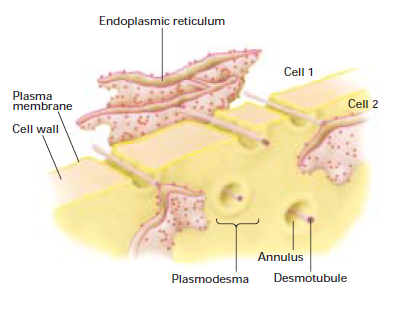 Endoplasmic reticulum
Cell 1
Plasma
membrane
Cell 2
Cell wall
Annulus
Plasmodesma
Desmotubule